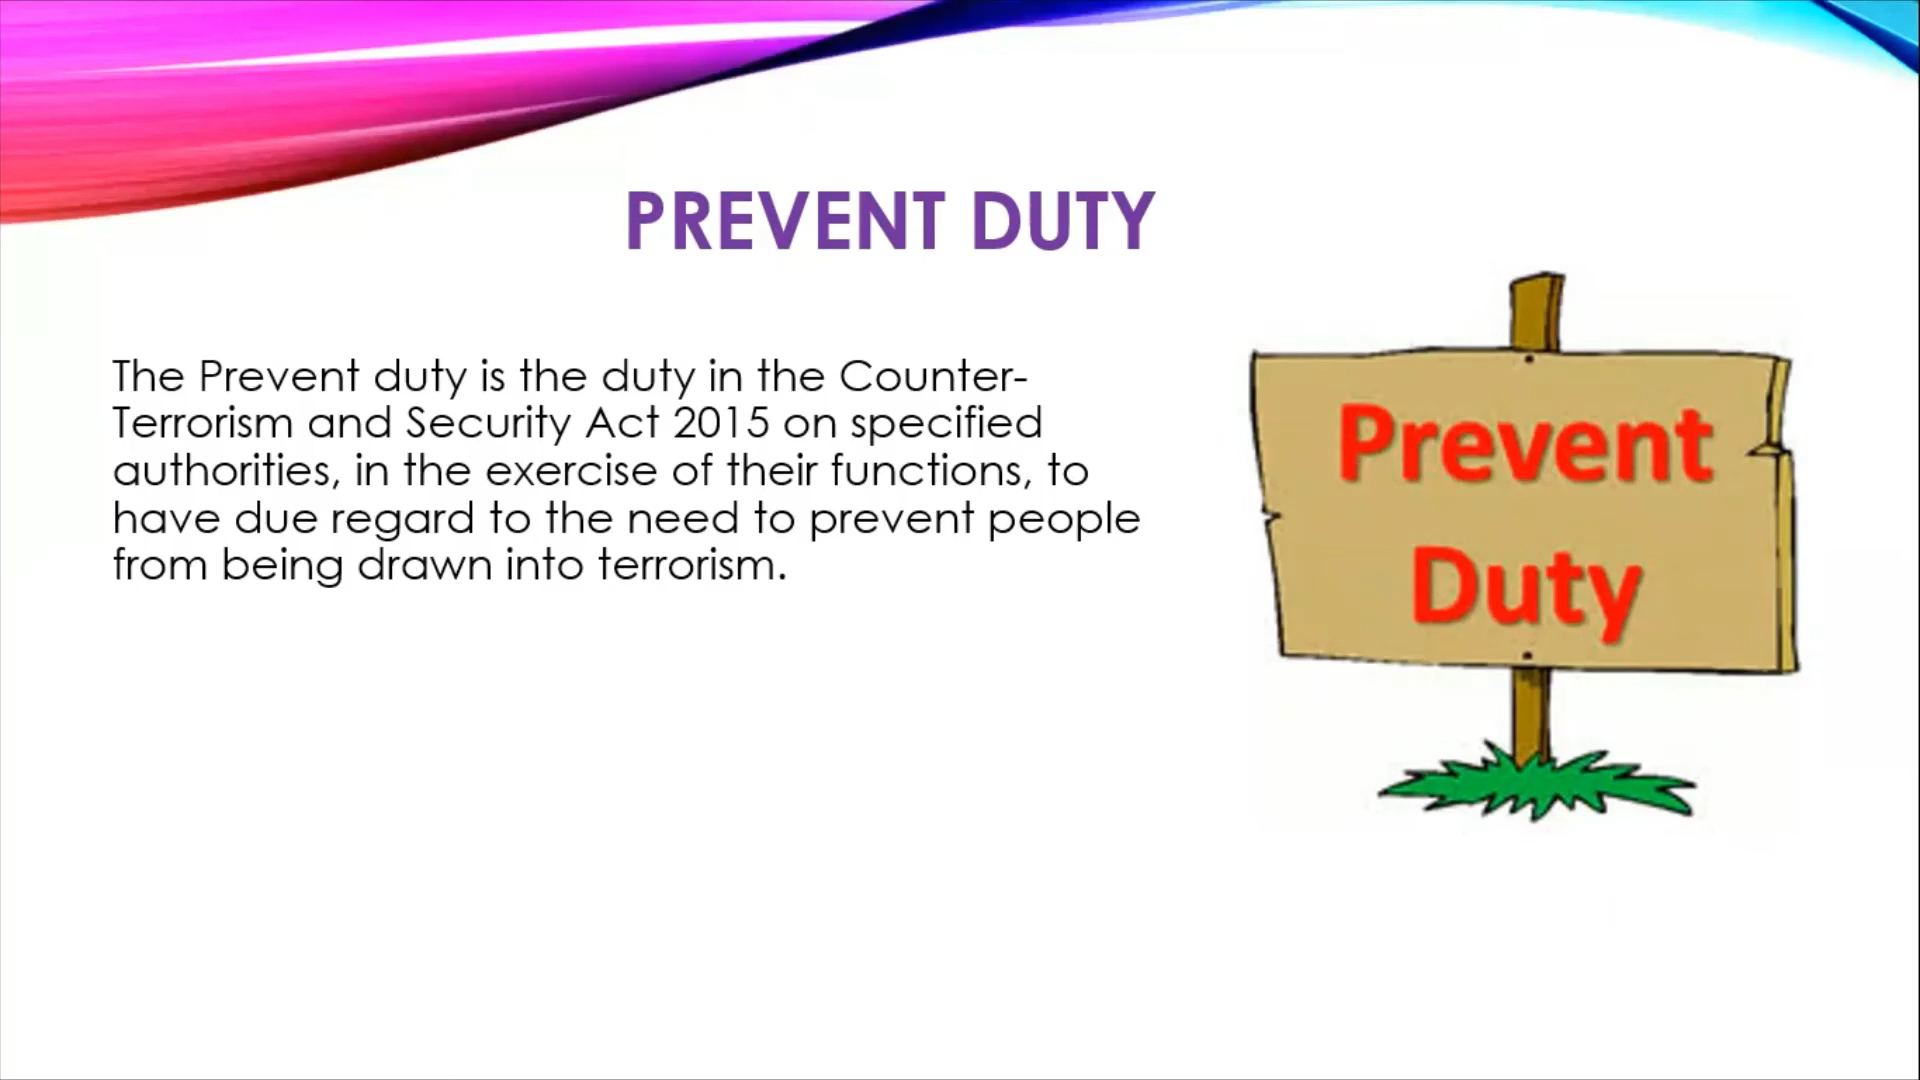 PREVENT DUTY
The Prevent duty is the duty in the Counter-
Terrorism and Security Act 2015 on specified
authorities, in the exercise of their functions, to
have due regard to the need to prevent people
from being drawn into terrorism.
Prevent
Duty